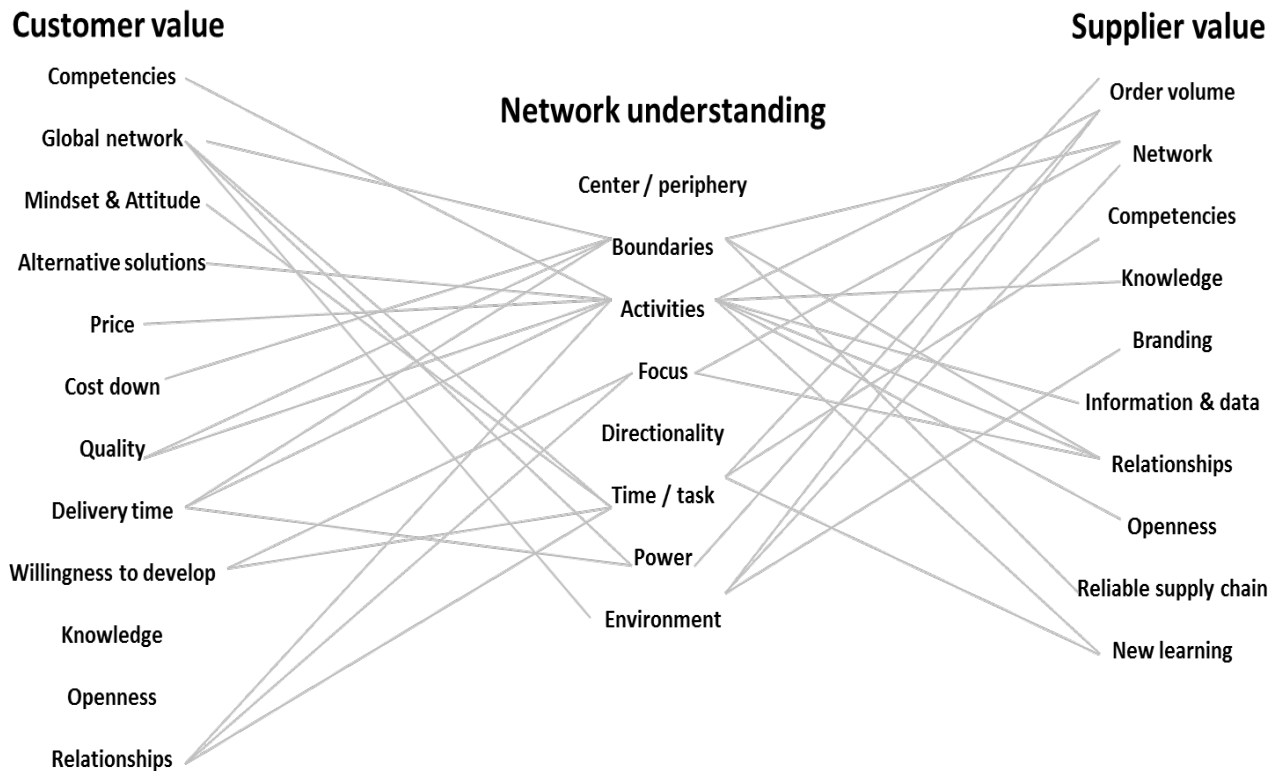 Customer value
Competencies
Global network
Mindset & Attitude
Alternative solutions
Price
Cost down
Quality
Delivery time
Willingness to develop
Knowledge
Openness
Relationships
Network understanding
Center / periphery
Boundaries
Activities
Focus
Directionality
Time / task
Power
Environment
Supplier value
Order volume
Network
Competencies
Knowledge
Branding
Information & data
Relationships
Openness
Reliable supply chain
New learning